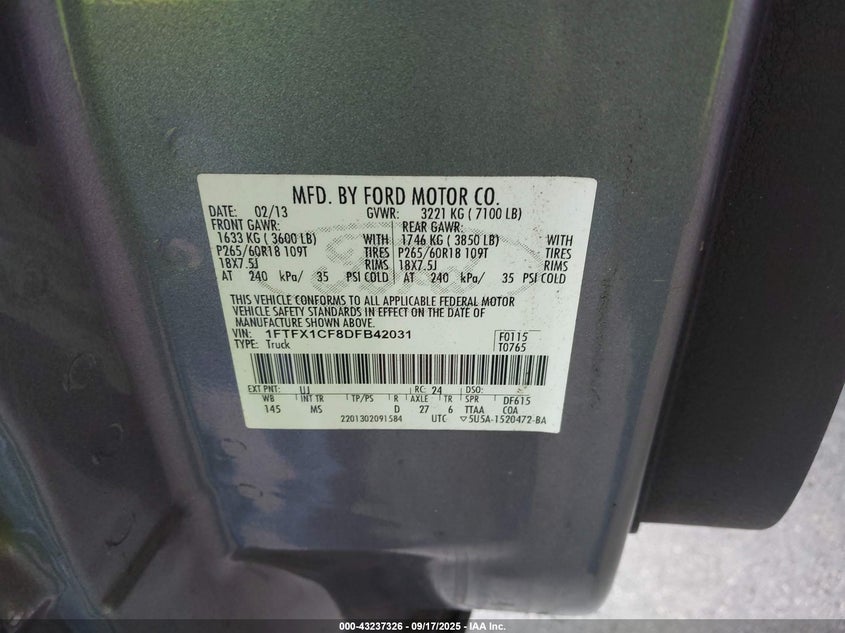 MFD. BY FORD MOTOR CO.
DATE: 02/13 GVWR: 3221 KG ( 7100 LB)
FRONT GAWR: REAR GAWR:
1633 KG ( 3600 LB) WITH 1746 KG ( 3850 LB) WITH
P265/60R18 109T TIRES P265/60R18 109T TIRES
18X7.5J RIMS 18X7.5J RIMS
AT 240 kPa/ 35 PSI COLD AT 240 kPa/ 35 PSI COLD
THIS VEHICLE CONFORMS TO ALL APPLICABLE FEDERAL MOTOR
VEHICLE SAFETY STANDARDS IN EFFECT ON THE DATE OF
MANUFACTURE SHOWN ABOVE.
VIN: 1FTFX1CF8DFB42031 F0115
TYPE: Truck T0765
EXT PNT: UJ RC: 24 DSO:
WB INT TR TP/PS R AXLE TR SPR DF615
145 MS D 27 6 TTAA COA
2201302091584 UTC ▽5U5A-1520472-BA
000-43237326 - 09/17/2025 - IAA Inc.